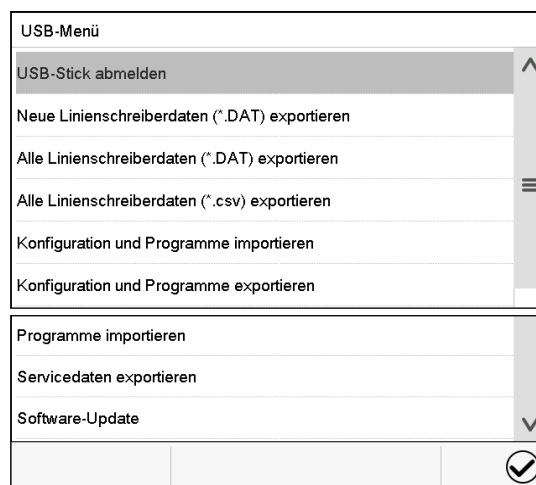 USB-Menü
USB-Stick abmelden
Neue Linienschreiberdaten (*.DAT) exportieren
Alle Linienschreiberdaten (*.DAT) exportieren
Alle Linienschreiberdaten (*.csv) exportieren
Konfiguration und Programme importieren
Konfiguration und Programme exportieren
Programme importieren
Servicedaten exportieren
Software-Update